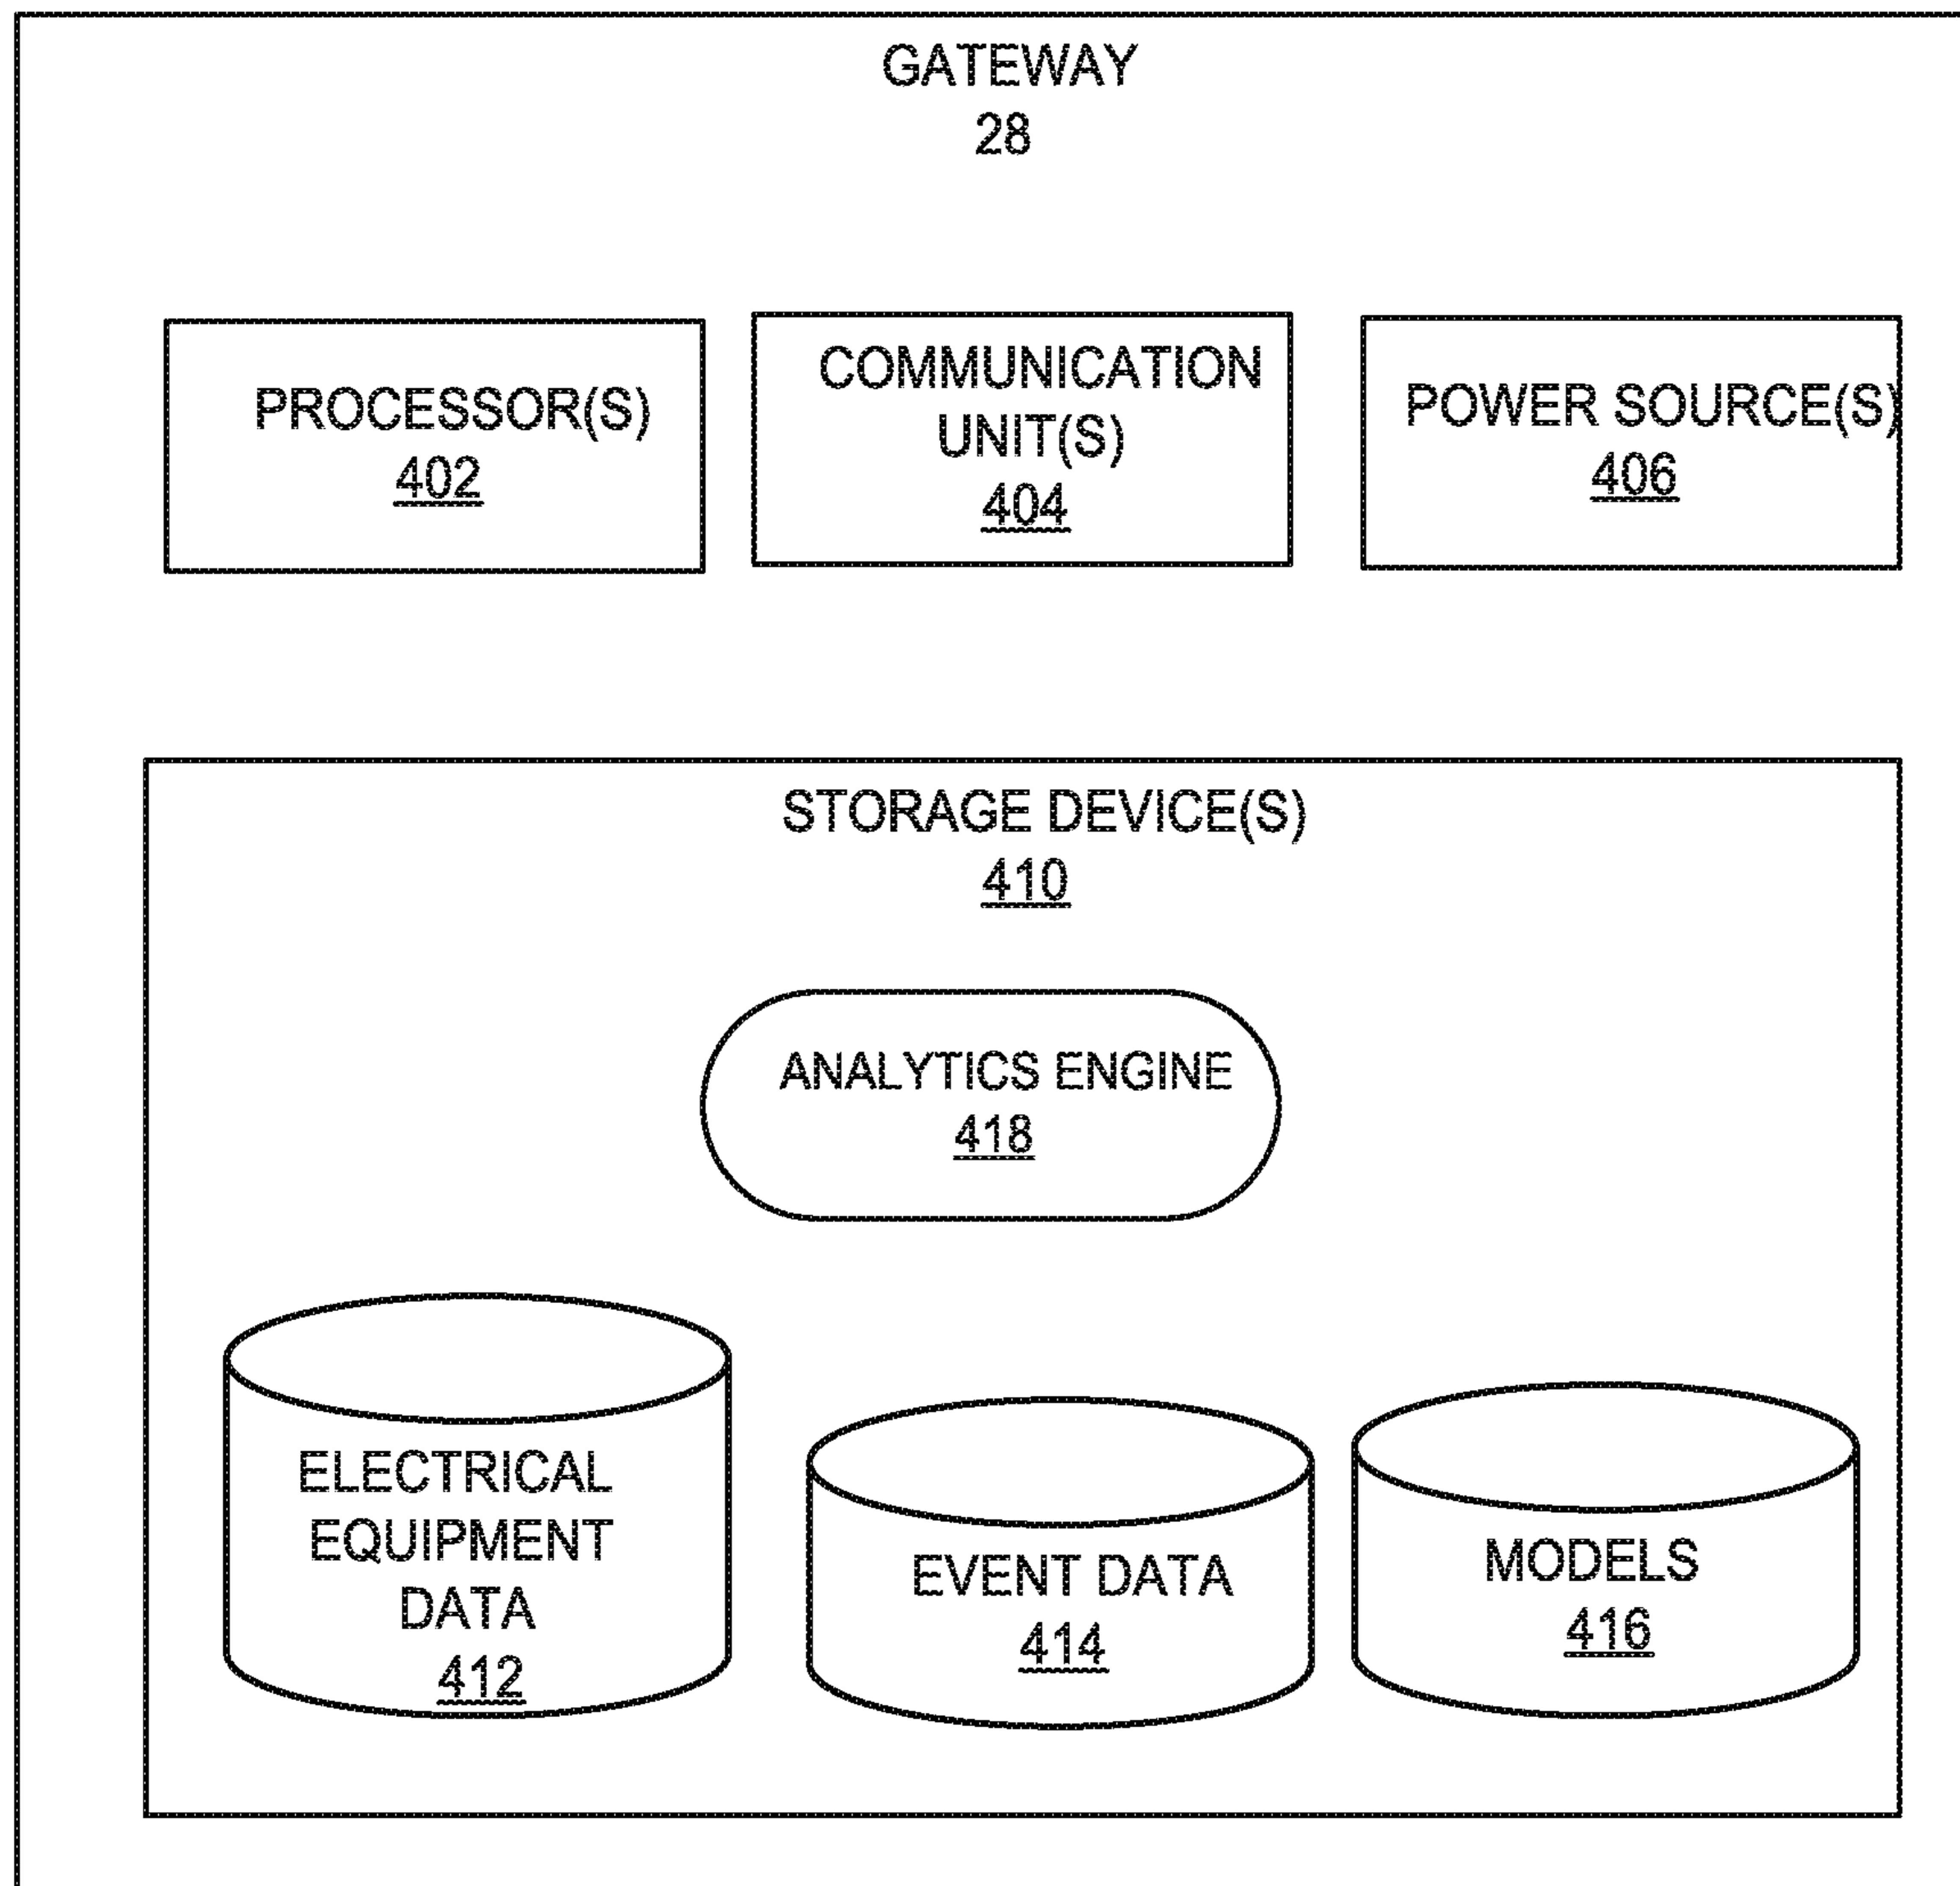 GATEWAY
28
PROCESSOR(S)
402
COMMUNICATION
UNIT(S)
404
POWER SOURCE(S)
406
STORAGE DEVICE(S)
410
ANALYTICS ENGINE
418
ELECTRICAL
EQUIPMENT
DATA
412
EVENT DATA
414
MODELS
416